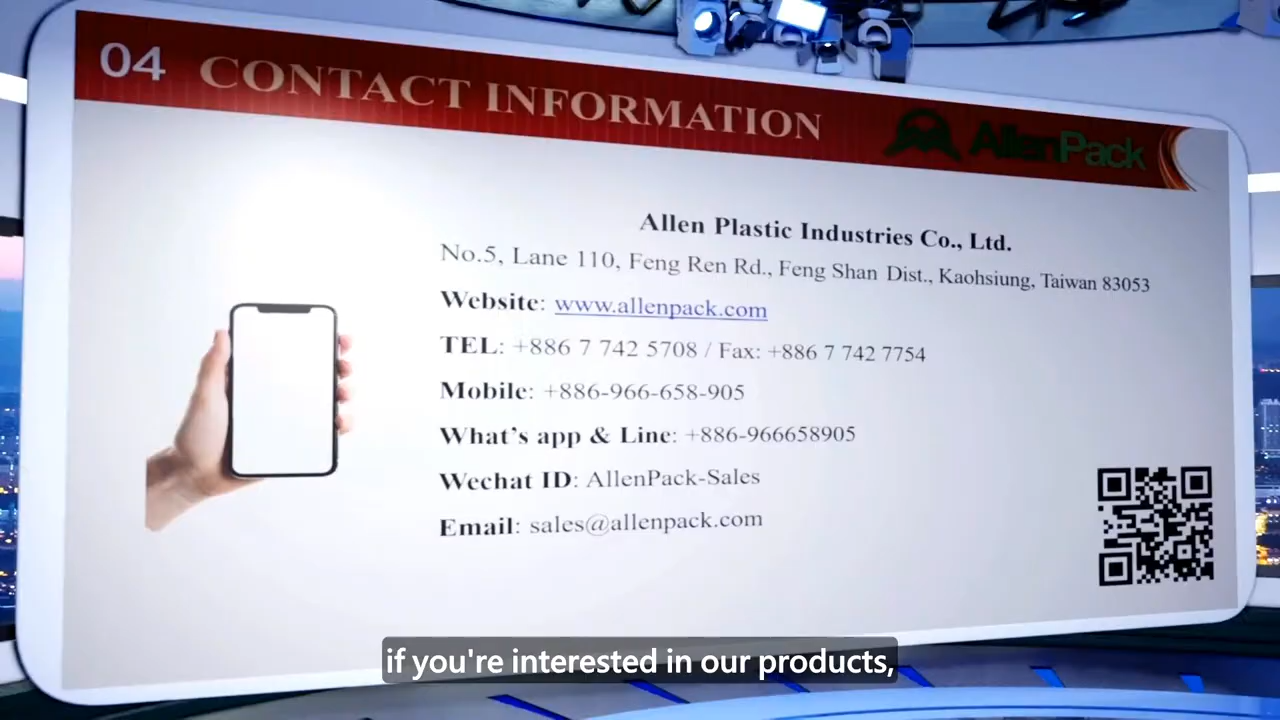 04 CONTACT INFORMATION
AllenPack
Allen Plastic Industries Co., Ltd.
No.5, Lane 110, Feng Ren Rd., Feng Shan Dist., Kaohsiung, Taiwan 83053
Website: www.allenpack.com
TEL: +886 7 742 5708 / Fax: +886 7 742 7754
Mobile: +886-966-658-905
What's app & Line: +886-966658905
Wechat ID: AllenPack-Sales
Email: sales@allenpack.com
if you're interested in our products,